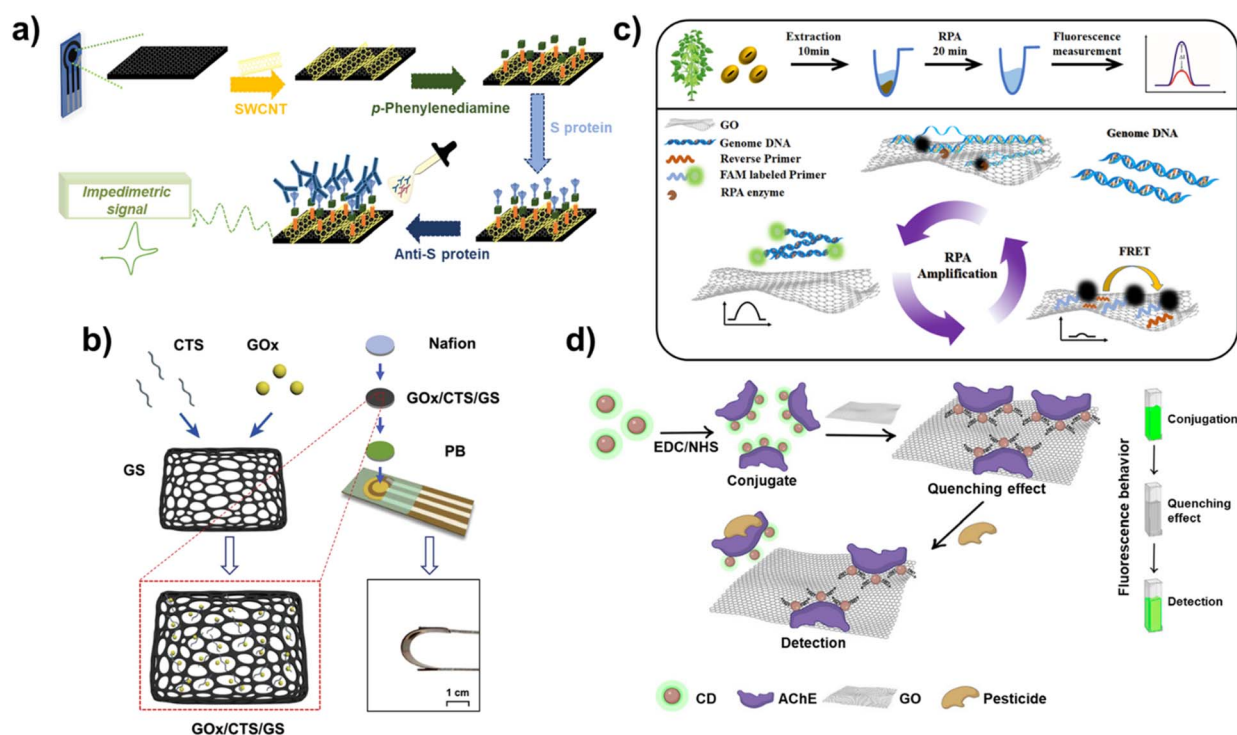 a)
SWCNT
p-Phenylenediamine
S protein
Anti-S protein
Impedimetric
signal
b)
CTS
GOx
Nafion
GOx/CTS/GS
GS
PB
1 cm
GOx/CTS/GS
c)
Extraction
10min
RPA
20 min
Fluorescence
measurement
GO
Genome DNA
Reverse Primer
FAM labeled Primer
RPA enzyme
Genome DNA
RPA
Amplification
FRET
d)
EDC/NHS
Conjugate
Quenching effect
Detection
Fluorescence behavior
Conjugation
Quenching
effect
Detection
CD
AChE
GO
Pesticide